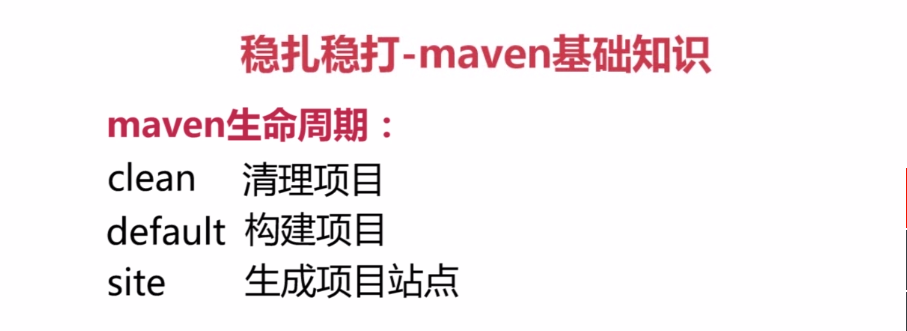 稳扎稳打-maven基础知识
maven生命周期：
clean 清理项目
default 构建项目
site 生成项目站点